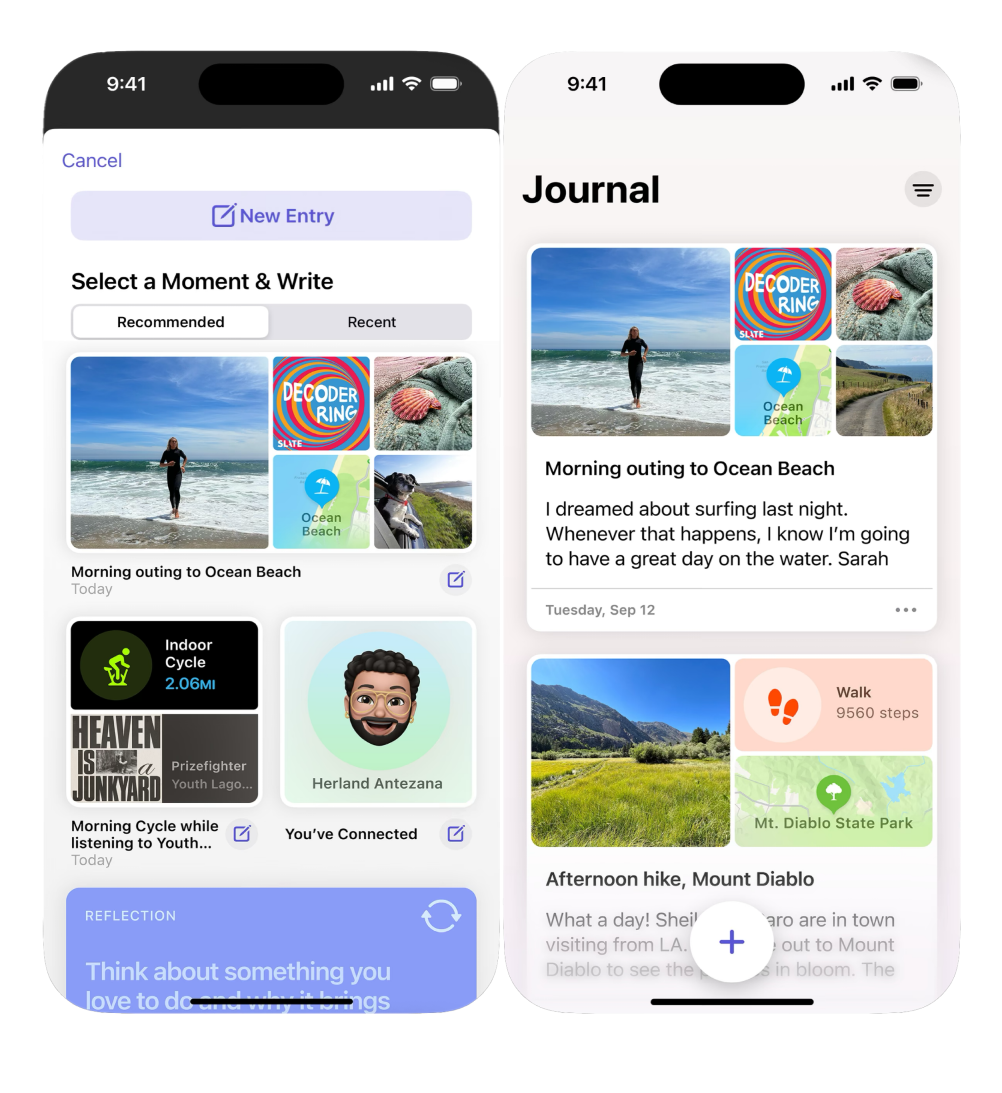 9:41
Cancel
New Entry
Select a Moment & Write
Recommended
Recent
DECODER
RING
SLATE
Ocean
Beach
Morning outing to Ocean Beach
Today
Indoor
Cycle
2.06MI
HEAVEN
IS
a
JUNKYARD
Prizefighter
Youth Lago...
Herland Antezana
Morning Cycle while
listening to Youth...
Today
You've Connected
REFLECTION
Think about something you
love to do and why it brings
9:41
Journal
DECODER
RING
SLATE
Ocean
Beach
Morning outing to Ocean Beach
I dreamed about surfing last night.
Whenever that happens, I know I'm going
to have a great day on the water. Sarah
Tuesday, Sep 12
Walk
9560 steps
Mt. Diablo State Park
Afternoon hike, Mount Diablo
What a day! are in town
visiting from LA. out to Mount
Diablo to see the in bloom. The